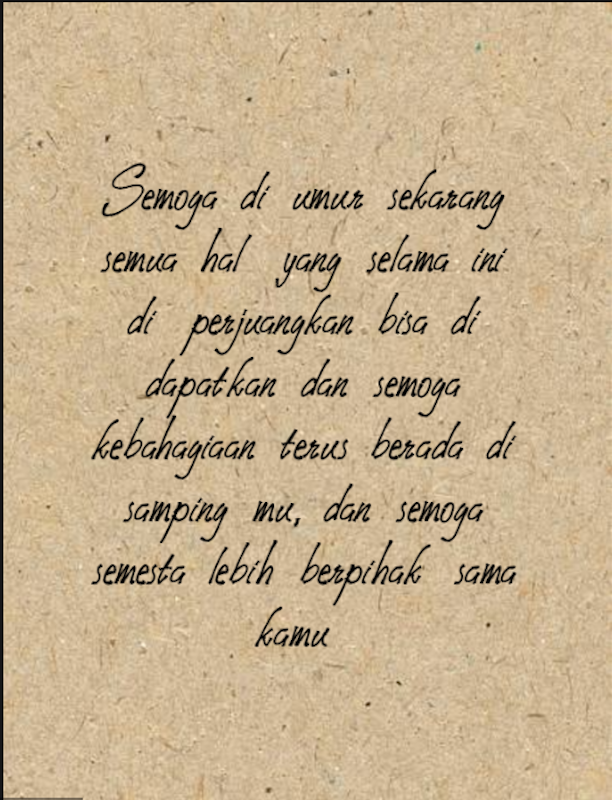 Semoga di umur sekarang
semua hal yang selama ini
di perjuangkan bisa di
dapatkan dan semoga
kebahagiaan terus berada di
samping mu, dan semoga
semesta lebih berpihak sama
kamu